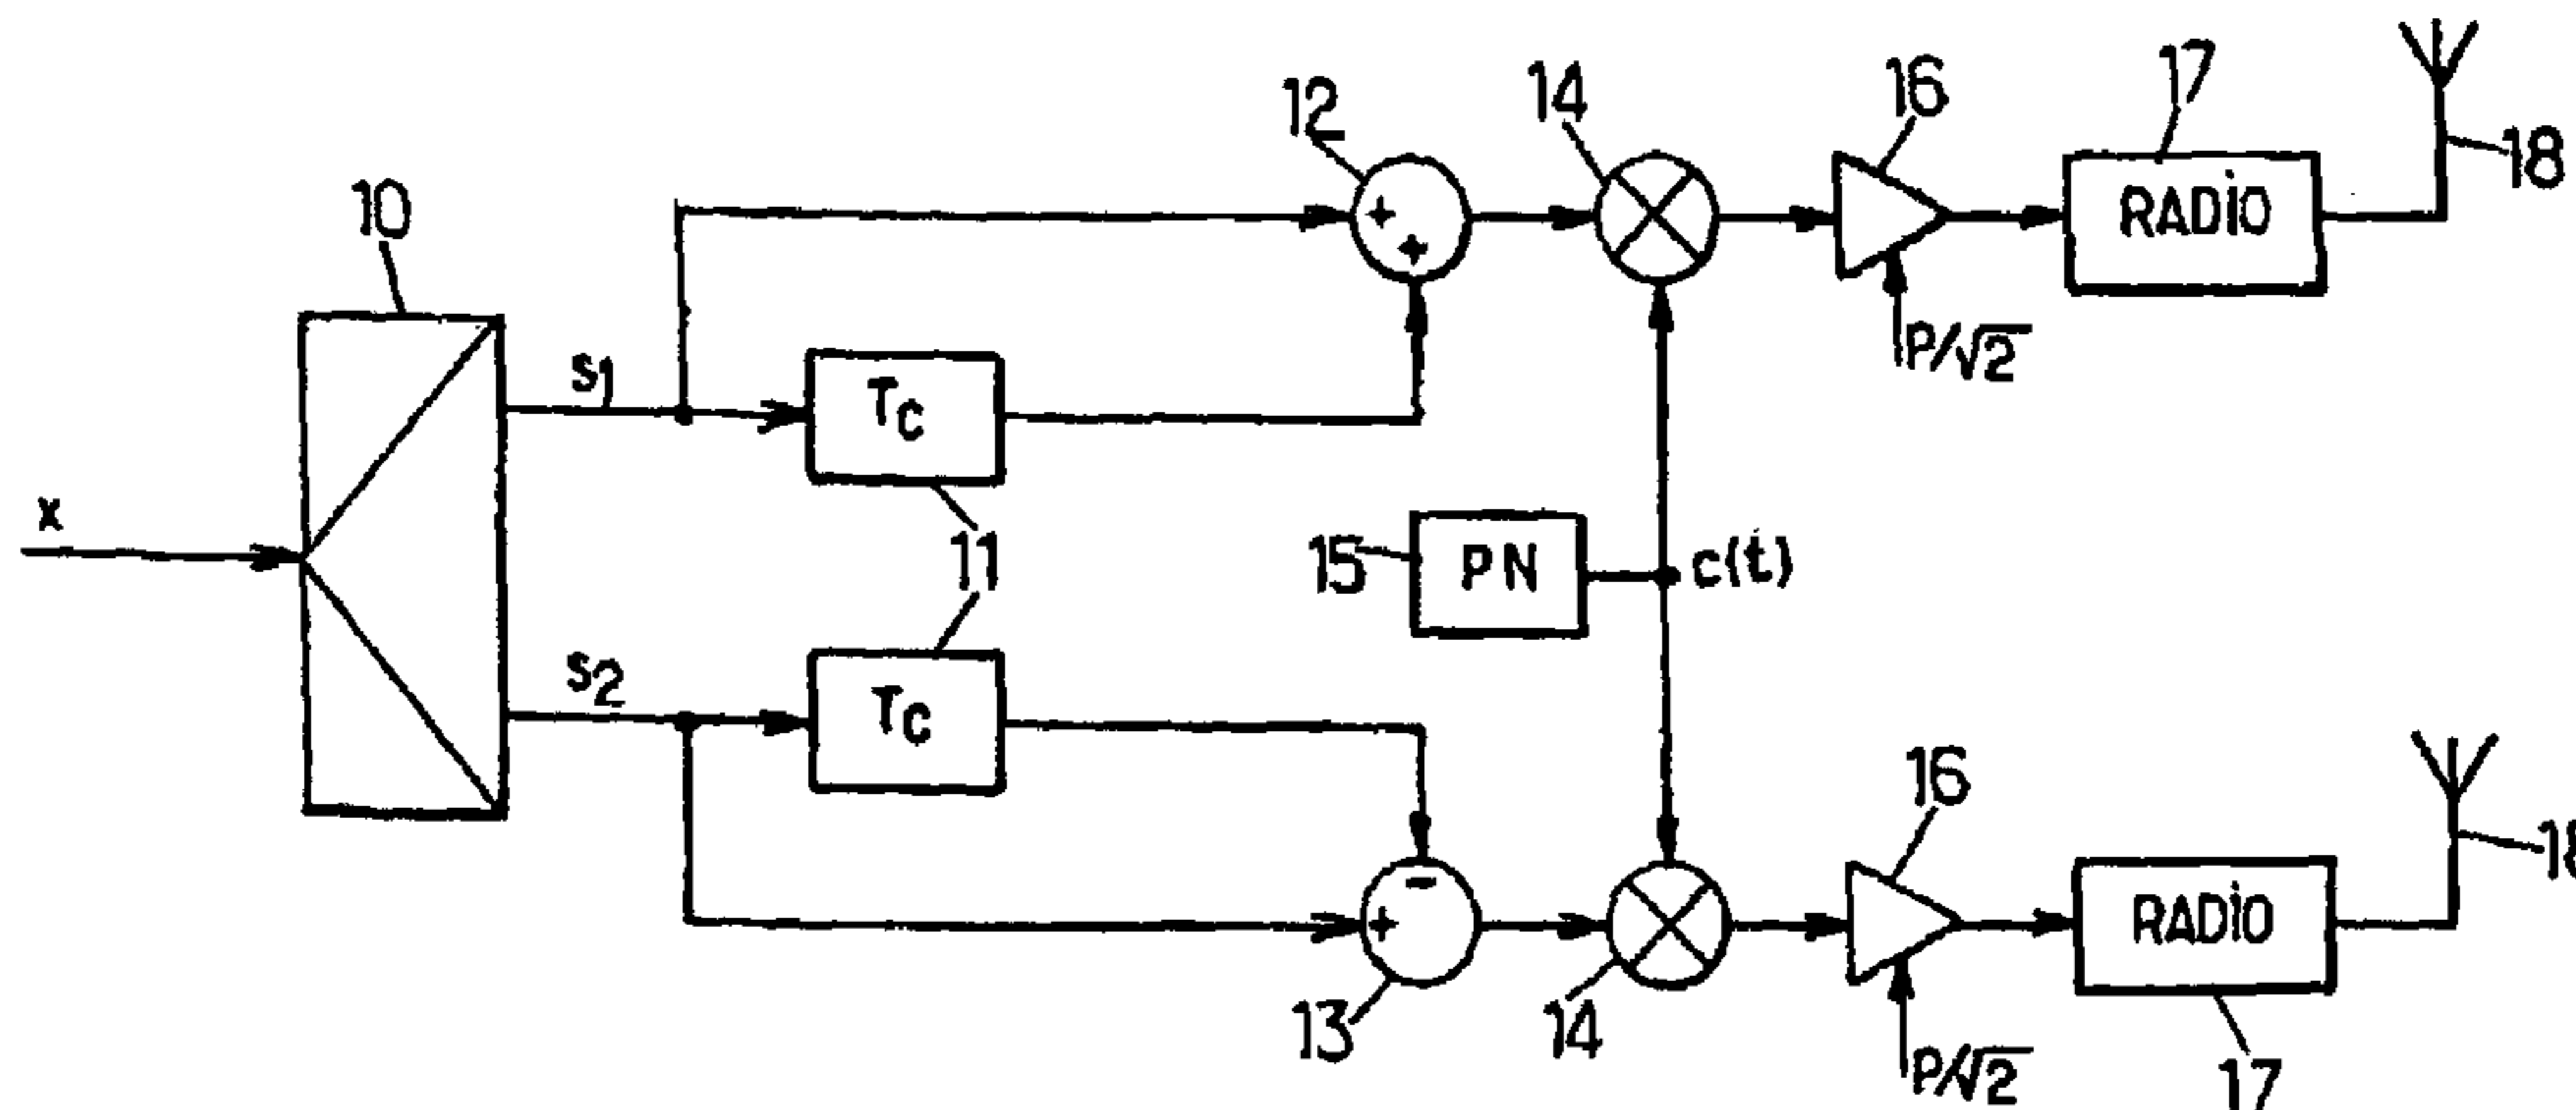 17
12
14
16
18
10
+
+
RADIO
P/√2
s1
Tc
x
11
15
PN
c(t)
s2
Tc
16
-
+
RADIO
18
13
14
P/√2
17